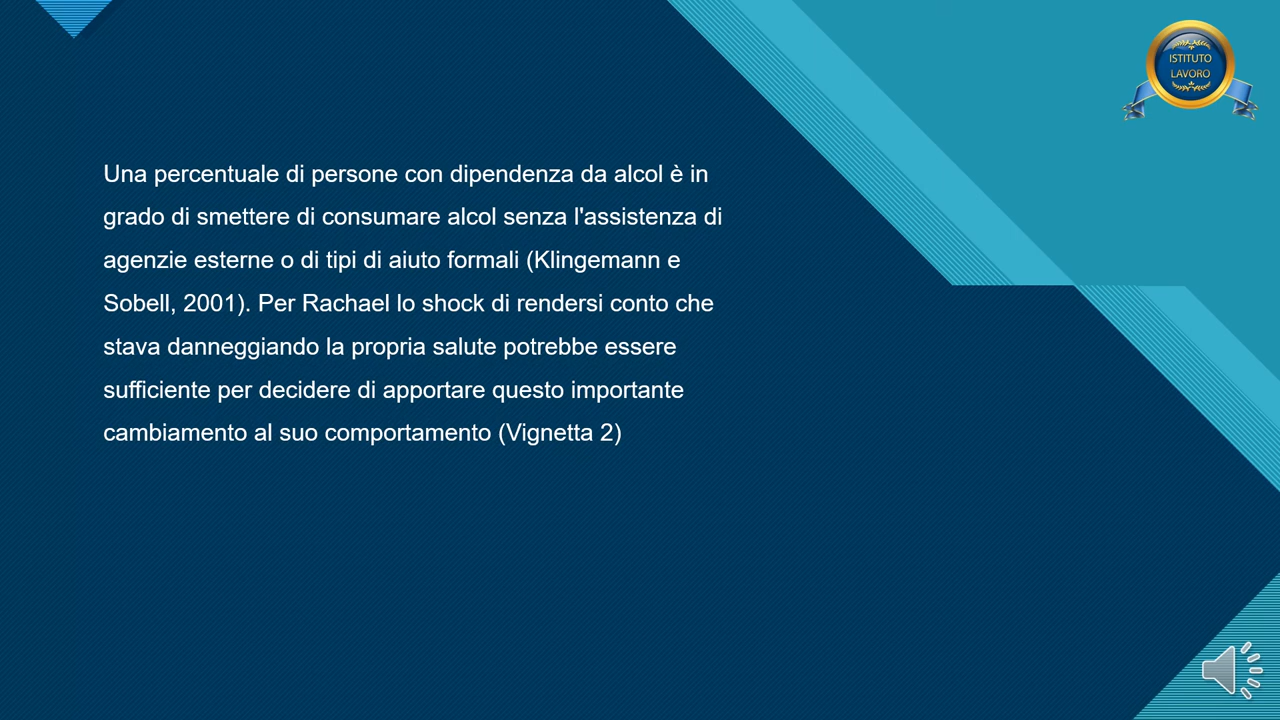 ISTITUTO
LAVORO
Una percentuale di persone con dipendenza da alcol è in
grado di smettere di consumare alcol senza l'assistenza di
agenzie esterne o di tipi di aiuto formali (Klingemann e
Sobell, 2001). Per Rachael lo shock di rendersi conto che
stava danneggiando la propria salute potrebbe essere
sufficiente per decidere di apportare questo importante
cambiamento al suo comportamento (Vignetta 2)